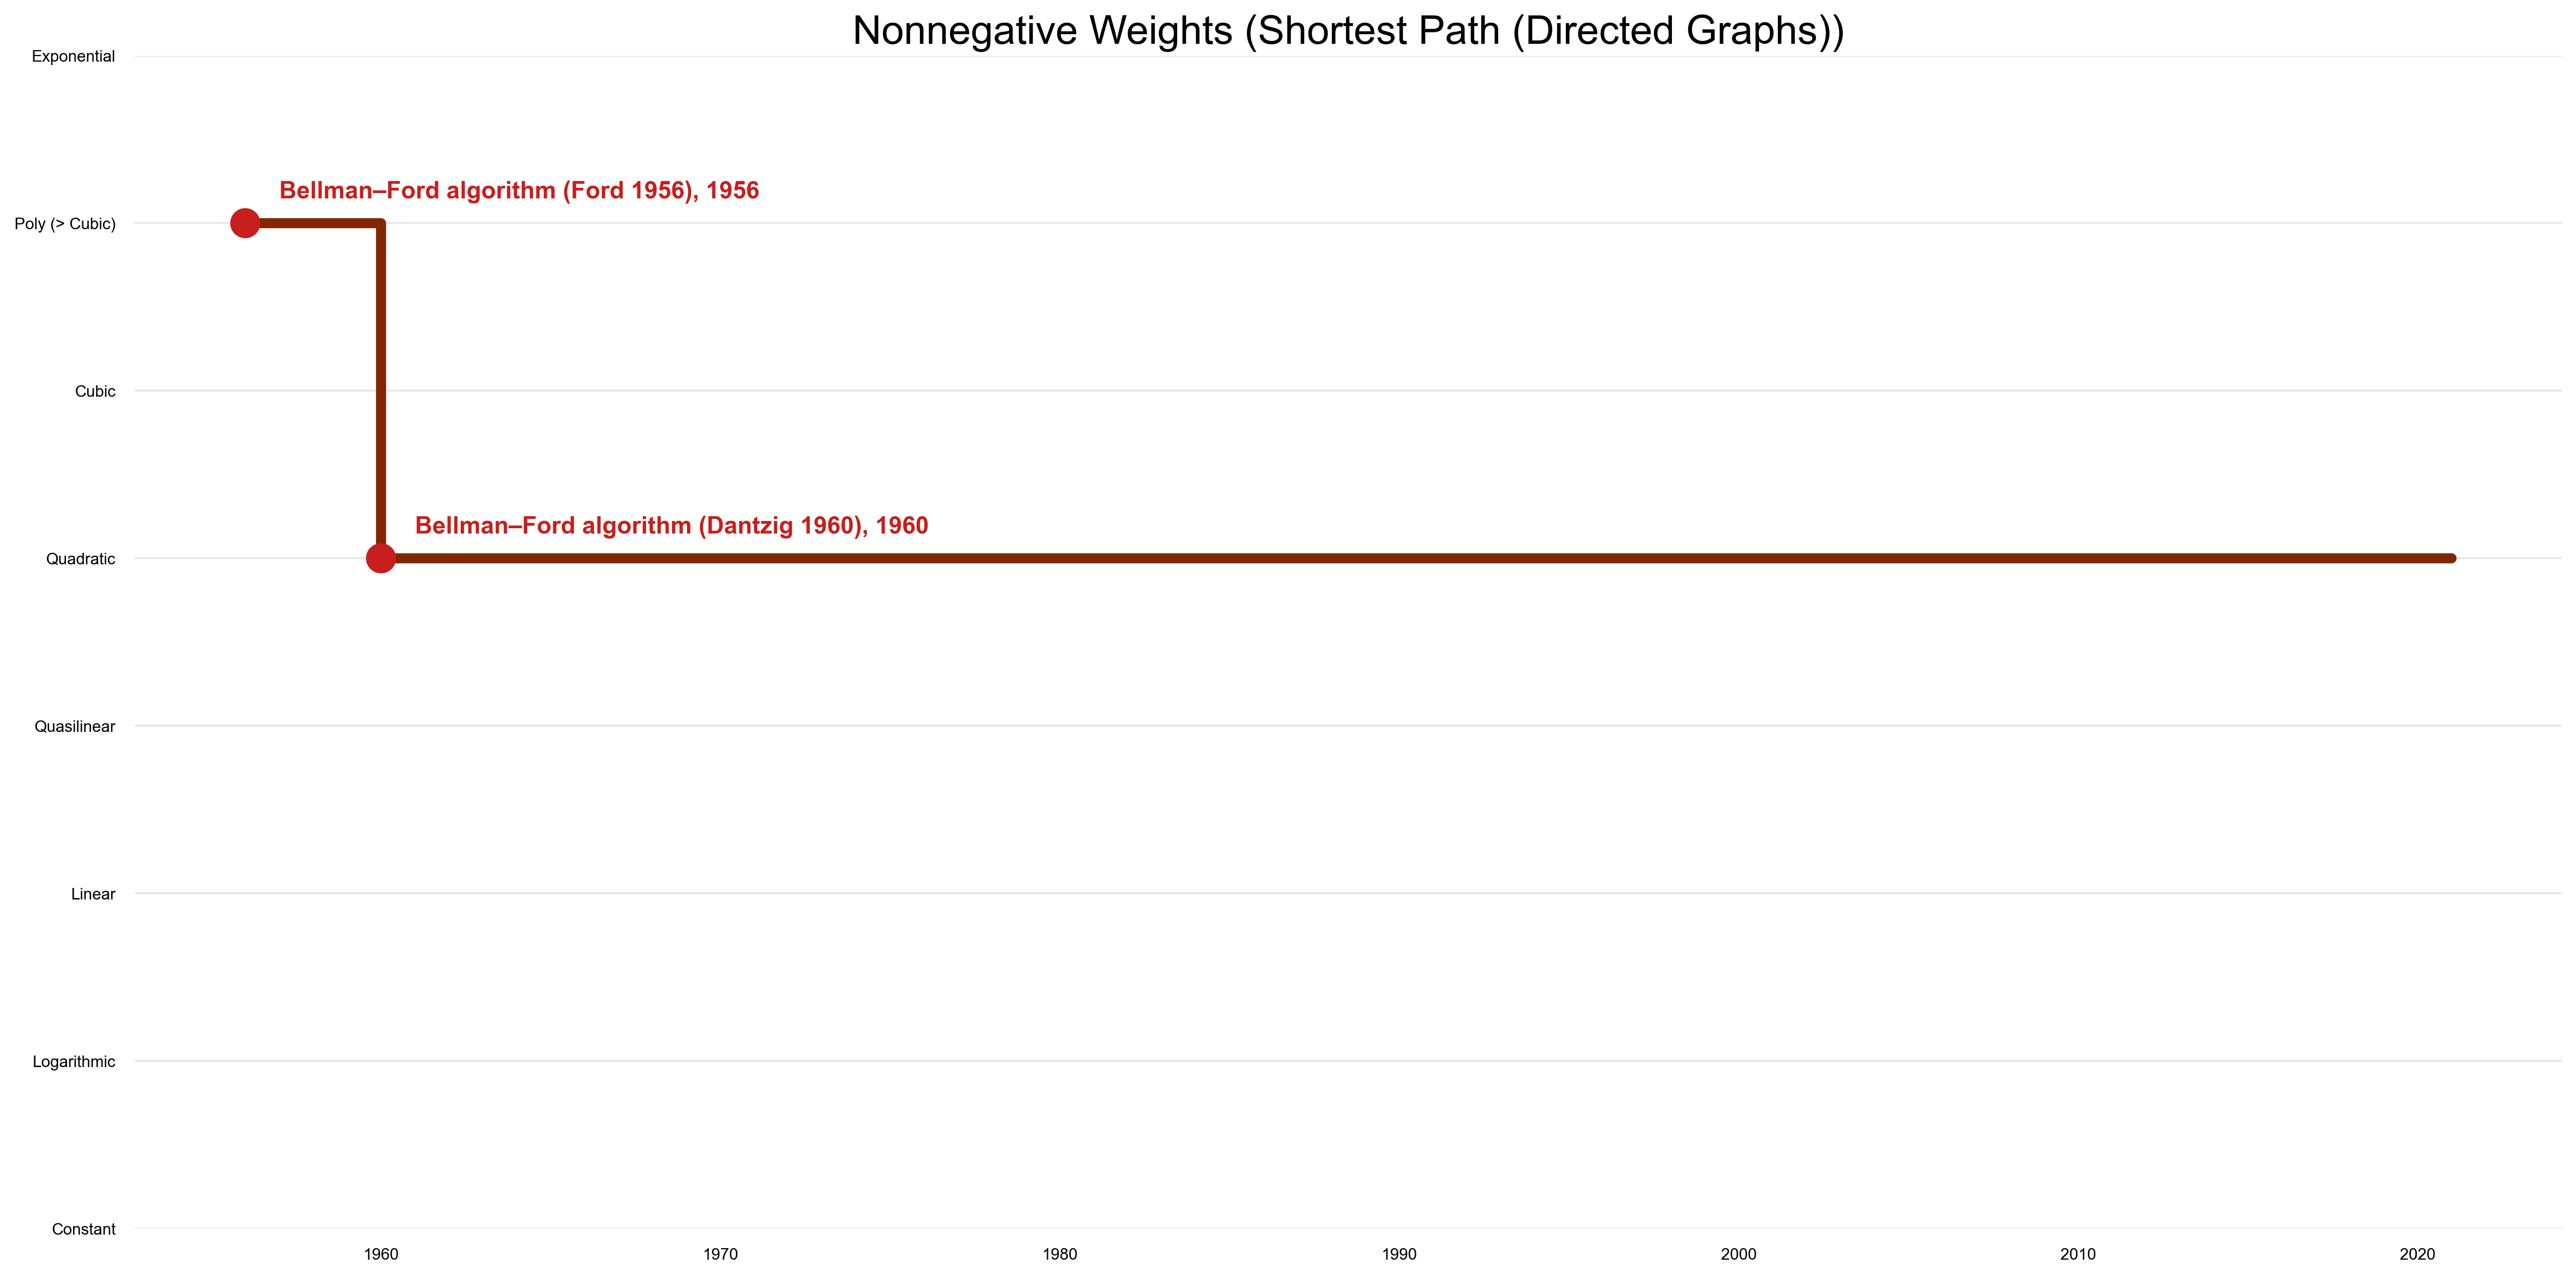 Nonnegative Weights (Shortest Path (Directed Graphs))
Exponential
Bellman–Ford algorithm (Ford 1956), 1956
Poly (> Cubic)
Cubic
Bellman–Ford algorithm (Dantzig 1960), 1960
Quadratic
Quasilinear
Linear
Logarithmic
Constant
1960 1970 1980 1990 2000 2010 2020